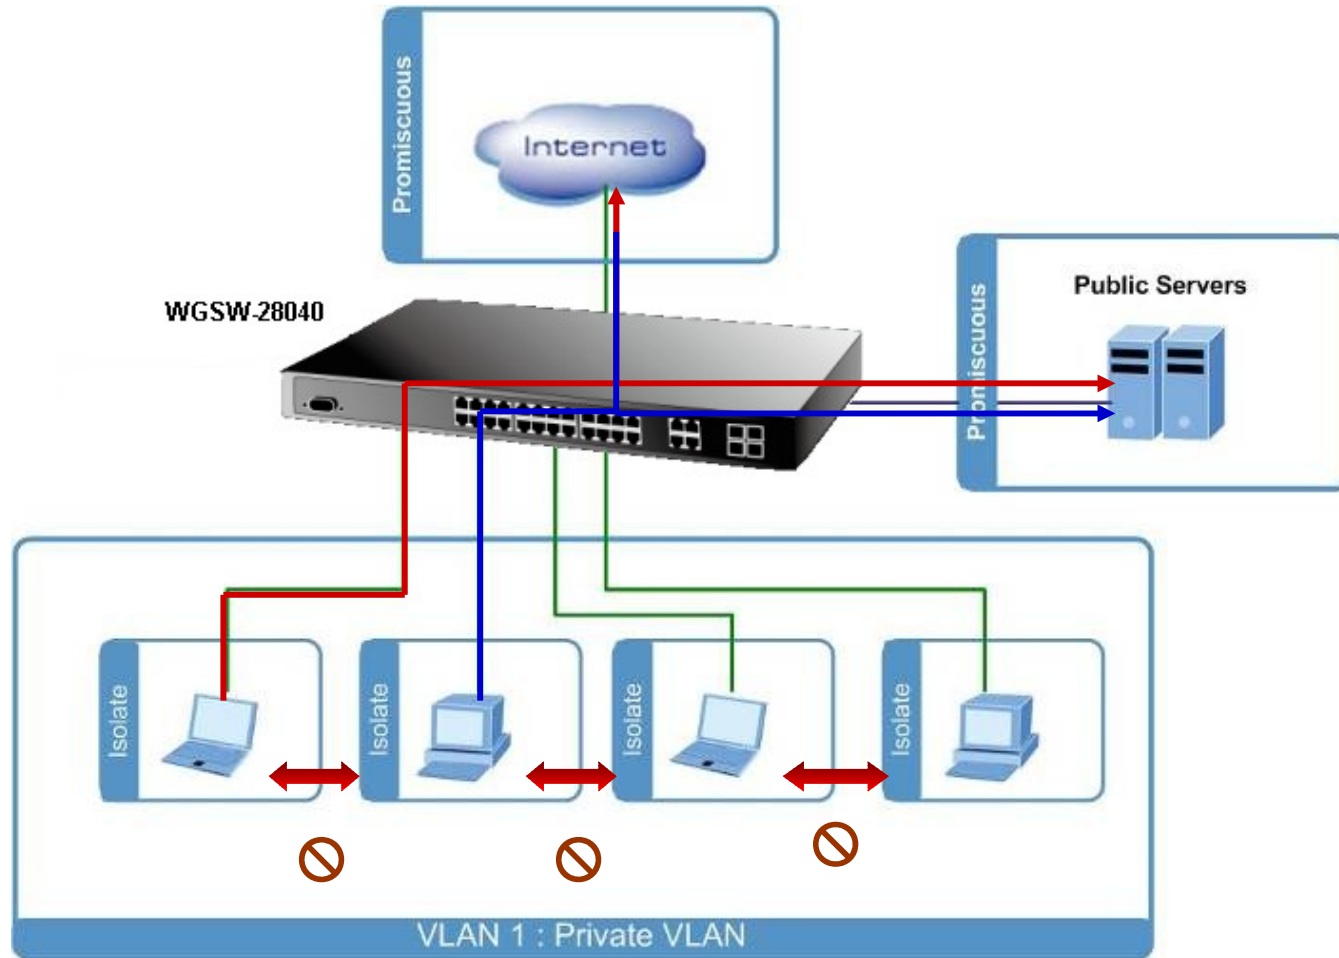 Promiscuous
Internet
WGSW-28040
Promiscuous
Public Servers
Isolate
Isolate
Isolate
Isolate
VLAN 1 : Private VLAN